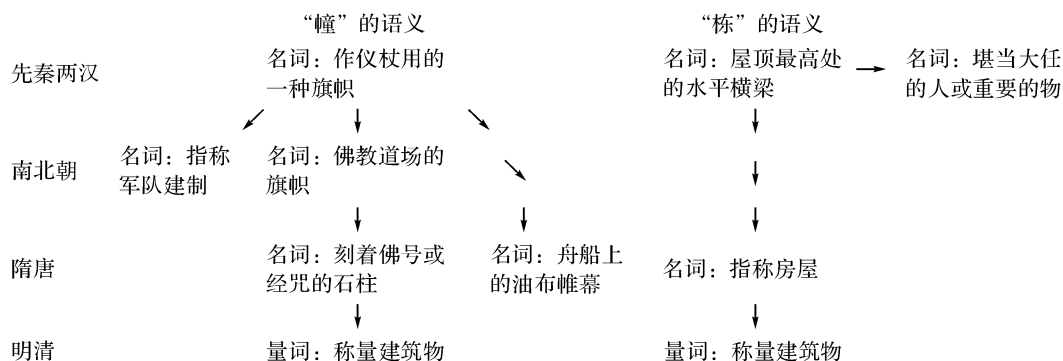 “幢”的语义 “栋”的语义
先秦两汉 名词：作仪杖用的 名词：屋顶最高处 名词：堪当大任
一种旗帜 的水平横梁 的人或重要的物
南北朝 名词：指称 名词：佛教道场的
军队建制 旗帜
隋唐 名词：刻着佛号或 名词：舟船上 名词：指称房屋
经咒的石柱 的油布帷幕
明清 量词：称量建筑物 量词：称量建筑物